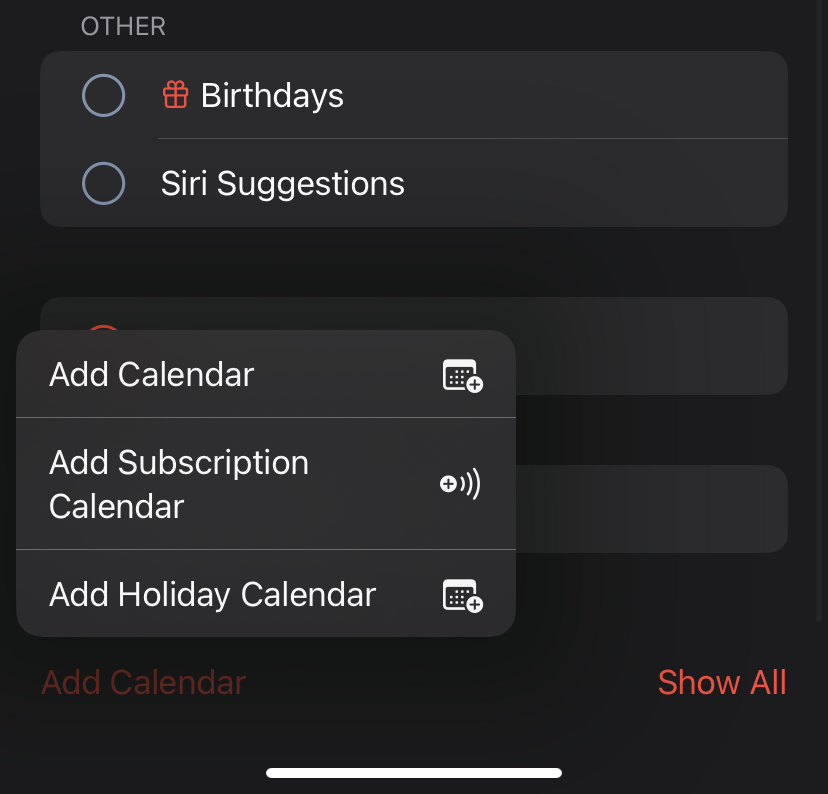 OTHER
Birthdays
Siri Suggestions
Add Calendar
Add Subscription
Calendar
Add Holiday Calendar
Add Calendar
Show All